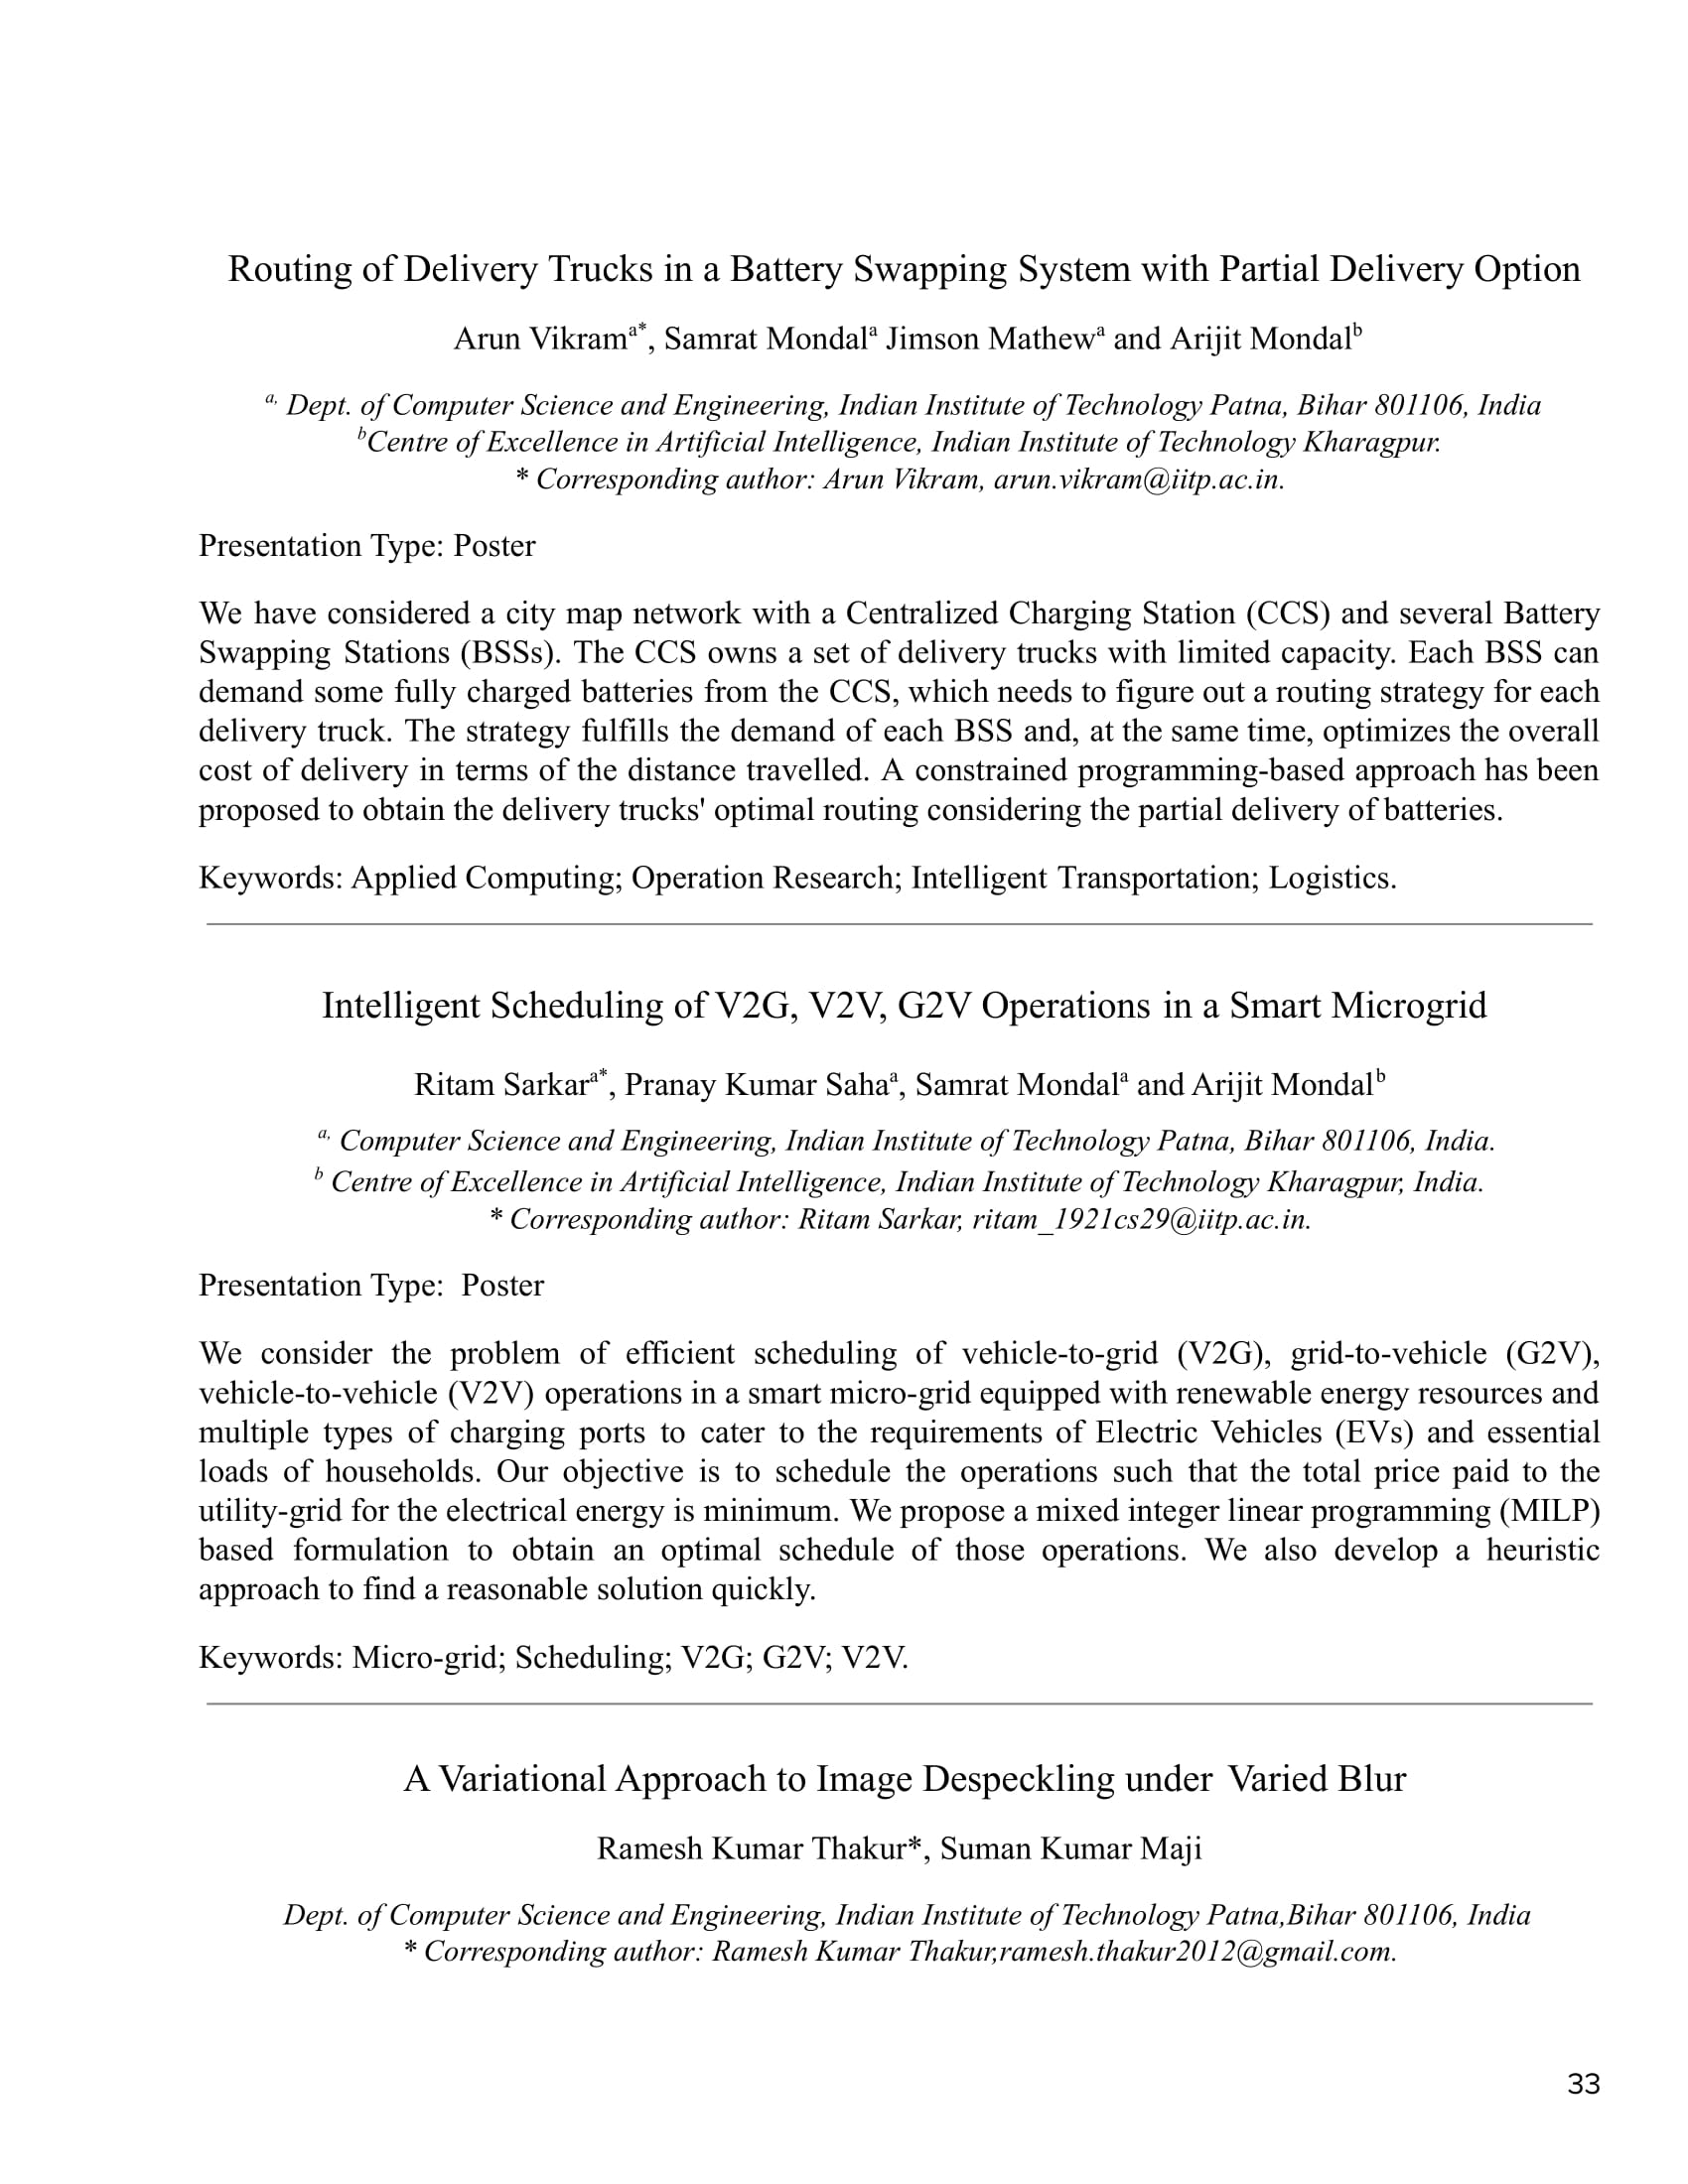 Routing of Delivery Trucks in a Battery Swapping System with Partial Delivery Option
Arun Vikramᵃ*, Samrat Mondalᵃ Jimson Mathewᵃ and Arijit Mondalᵇ
ᵃ, Dept. of Computer Science and Engineering, Indian Institute of Technology Patna, Bihar 801106, India
ᵇCentre of Excellence in Artificial Intelligence, Indian Institute of Technology Kharagpur.
* Corresponding author: Arun Vikram, arun.vikram@iitp.ac.in.
Presentation Type: Poster
We have considered a city map network with a Centralized Charging Station (CCS) and several Battery
Swapping Stations (BSSs). The CCS owns a set of delivery trucks with limited capacity. Each BSS can
demand some fully charged batteries from the CCS, which needs to figure out a routing strategy for each
delivery truck. The strategy fulfills the demand of each BSS and, at the same time, optimizes the overall
cost of delivery in terms of the distance travelled. A constrained programming-based approach has been
proposed to obtain the delivery trucks' optimal routing considering the partial delivery of batteries.
Keywords: Applied Computing; Operation Research; Intelligent Transportation; Logistics.
Intelligent Scheduling of V2G, V2V, G2V Operations in a Smart Microgrid
Ritam Sarkarᵃ*, Pranay Kumar Sahaᵃ, Samrat Mondalᵃ and Arijit Mondalᵇ
ᵃ, Computer Science and Engineering, Indian Institute of Technology Patna, Bihar 801106, India.
ᵇ Centre of Excellence in Artificial Intelligence, Indian Institute of Technology Kharagpur, India.
* Corresponding author: Ritam Sarkar, ritam_1921cs29@iitp.ac.in.
Presentation Type: Poster
We consider the problem of efficient scheduling of vehicle-to-grid (V2G), grid-to-vehicle (G2V),
vehicle-to-vehicle (V2V) operations in a smart micro-grid equipped with renewable energy resources and
multiple types of charging ports to cater to the requirements of Electric Vehicles (EVs) and essential
loads of households. Our objective is to schedule the operations such that the total price paid to the
utility-grid for the electrical energy is minimum. We propose a mixed integer linear programming (MILP)
based formulation to obtain an optimal schedule of those operations. We also develop a heuristic
approach to find a reasonable solution quickly.
Keywords: Micro-grid; Scheduling; V2G; G2V; V2V.
A Variational Approach to Image Despeckling under Varied Blur
Ramesh Kumar Thakur*, Suman Kumar Maji
Dept. of Computer Science and Engineering, Indian Institute of Technology Patna,Bihar 801106, India
* Corresponding author: Ramesh Kumar Thakur,ramesh.thakur2012@gmail.com.
33